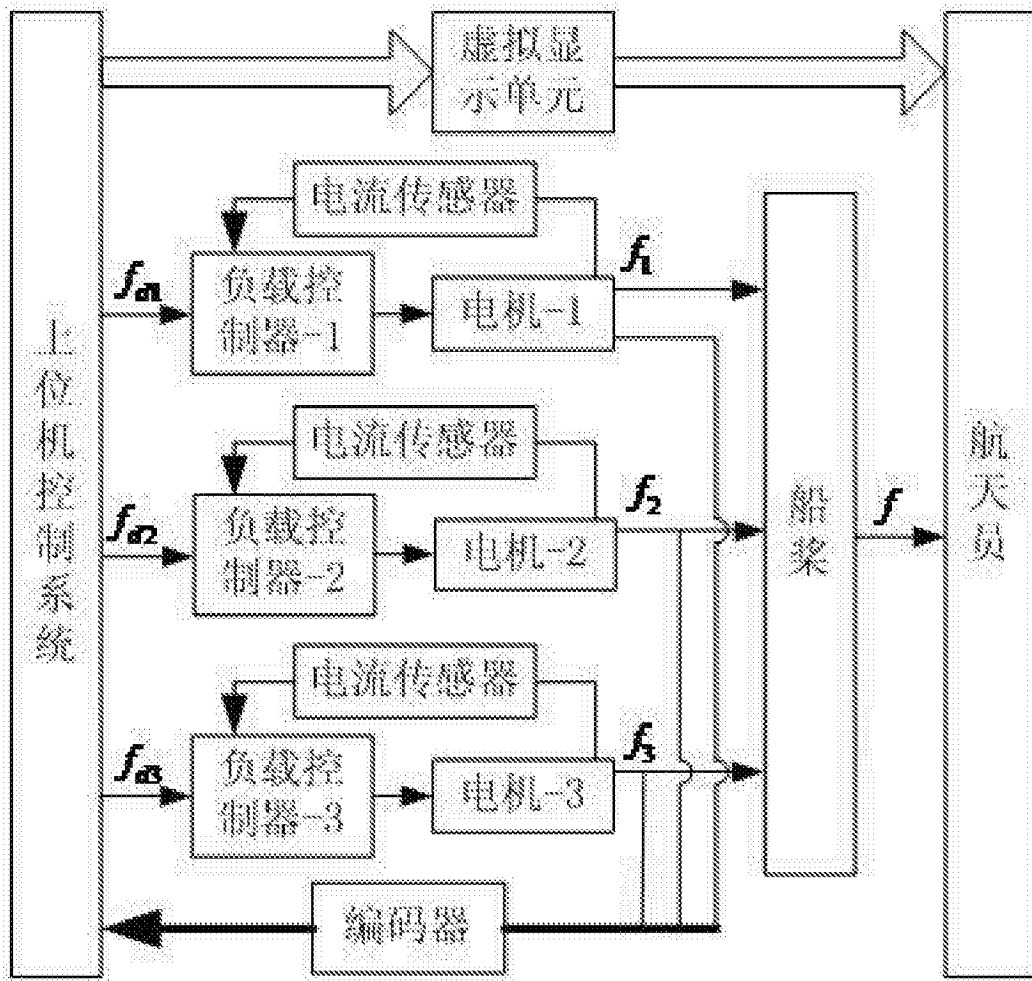 虚拟显
示单元
电流传感器
f1
fd1
负载控
制器-1
电机-1
上位机控制系统
电流传感器
f2
fd2
负载控
制器-2
电机-2
船桨
f
航天员
电流传感器
f3
fd3
负载控
制器-3
电机-3
编码器